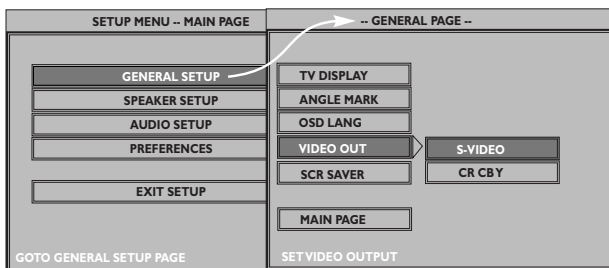 SETUP MENU -- MAIN PAGE
GENERAL SETUP
SPEAKER SETUP
AUDIO SETUP
PREFERENCES
EXIT SETUP
GOTO GENERAL SETUP PAGE
-- GENERAL PAGE --
TV DISPLAY
ANGLE MARK
OSD LANG
VIDEO OUT
S-VIDEO
SCR SAVER
CR CB Y
MAIN PAGE
SET VIDEO OUTPUT